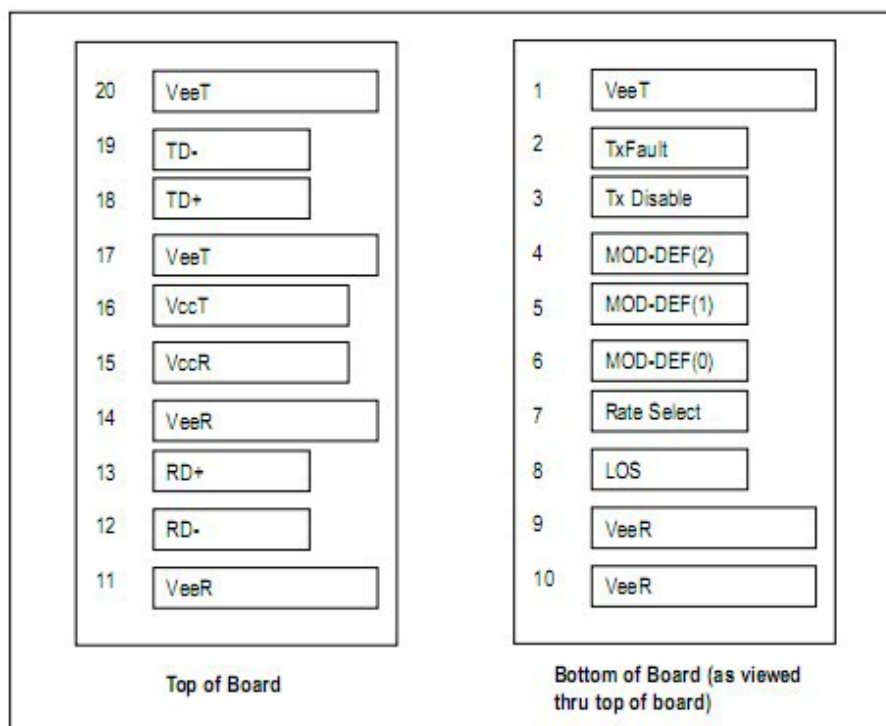 20 VeeT
19 TD-
18 TD+
17 VeeT
16 VccT
15 VccR
14 VeeR
13 RD+
12 RD-
11 VeeR
Top of Board
1 VeeT
2 TxFault
3 Tx Disable
4 MOD-DEF(2)
5 MOD-DEF(1)
6 MOD-DEF(0)
7 Rate Select
8 LOS
9 VeeR
10 VeeR
Bottom of Board (as viewed
thru top of board)